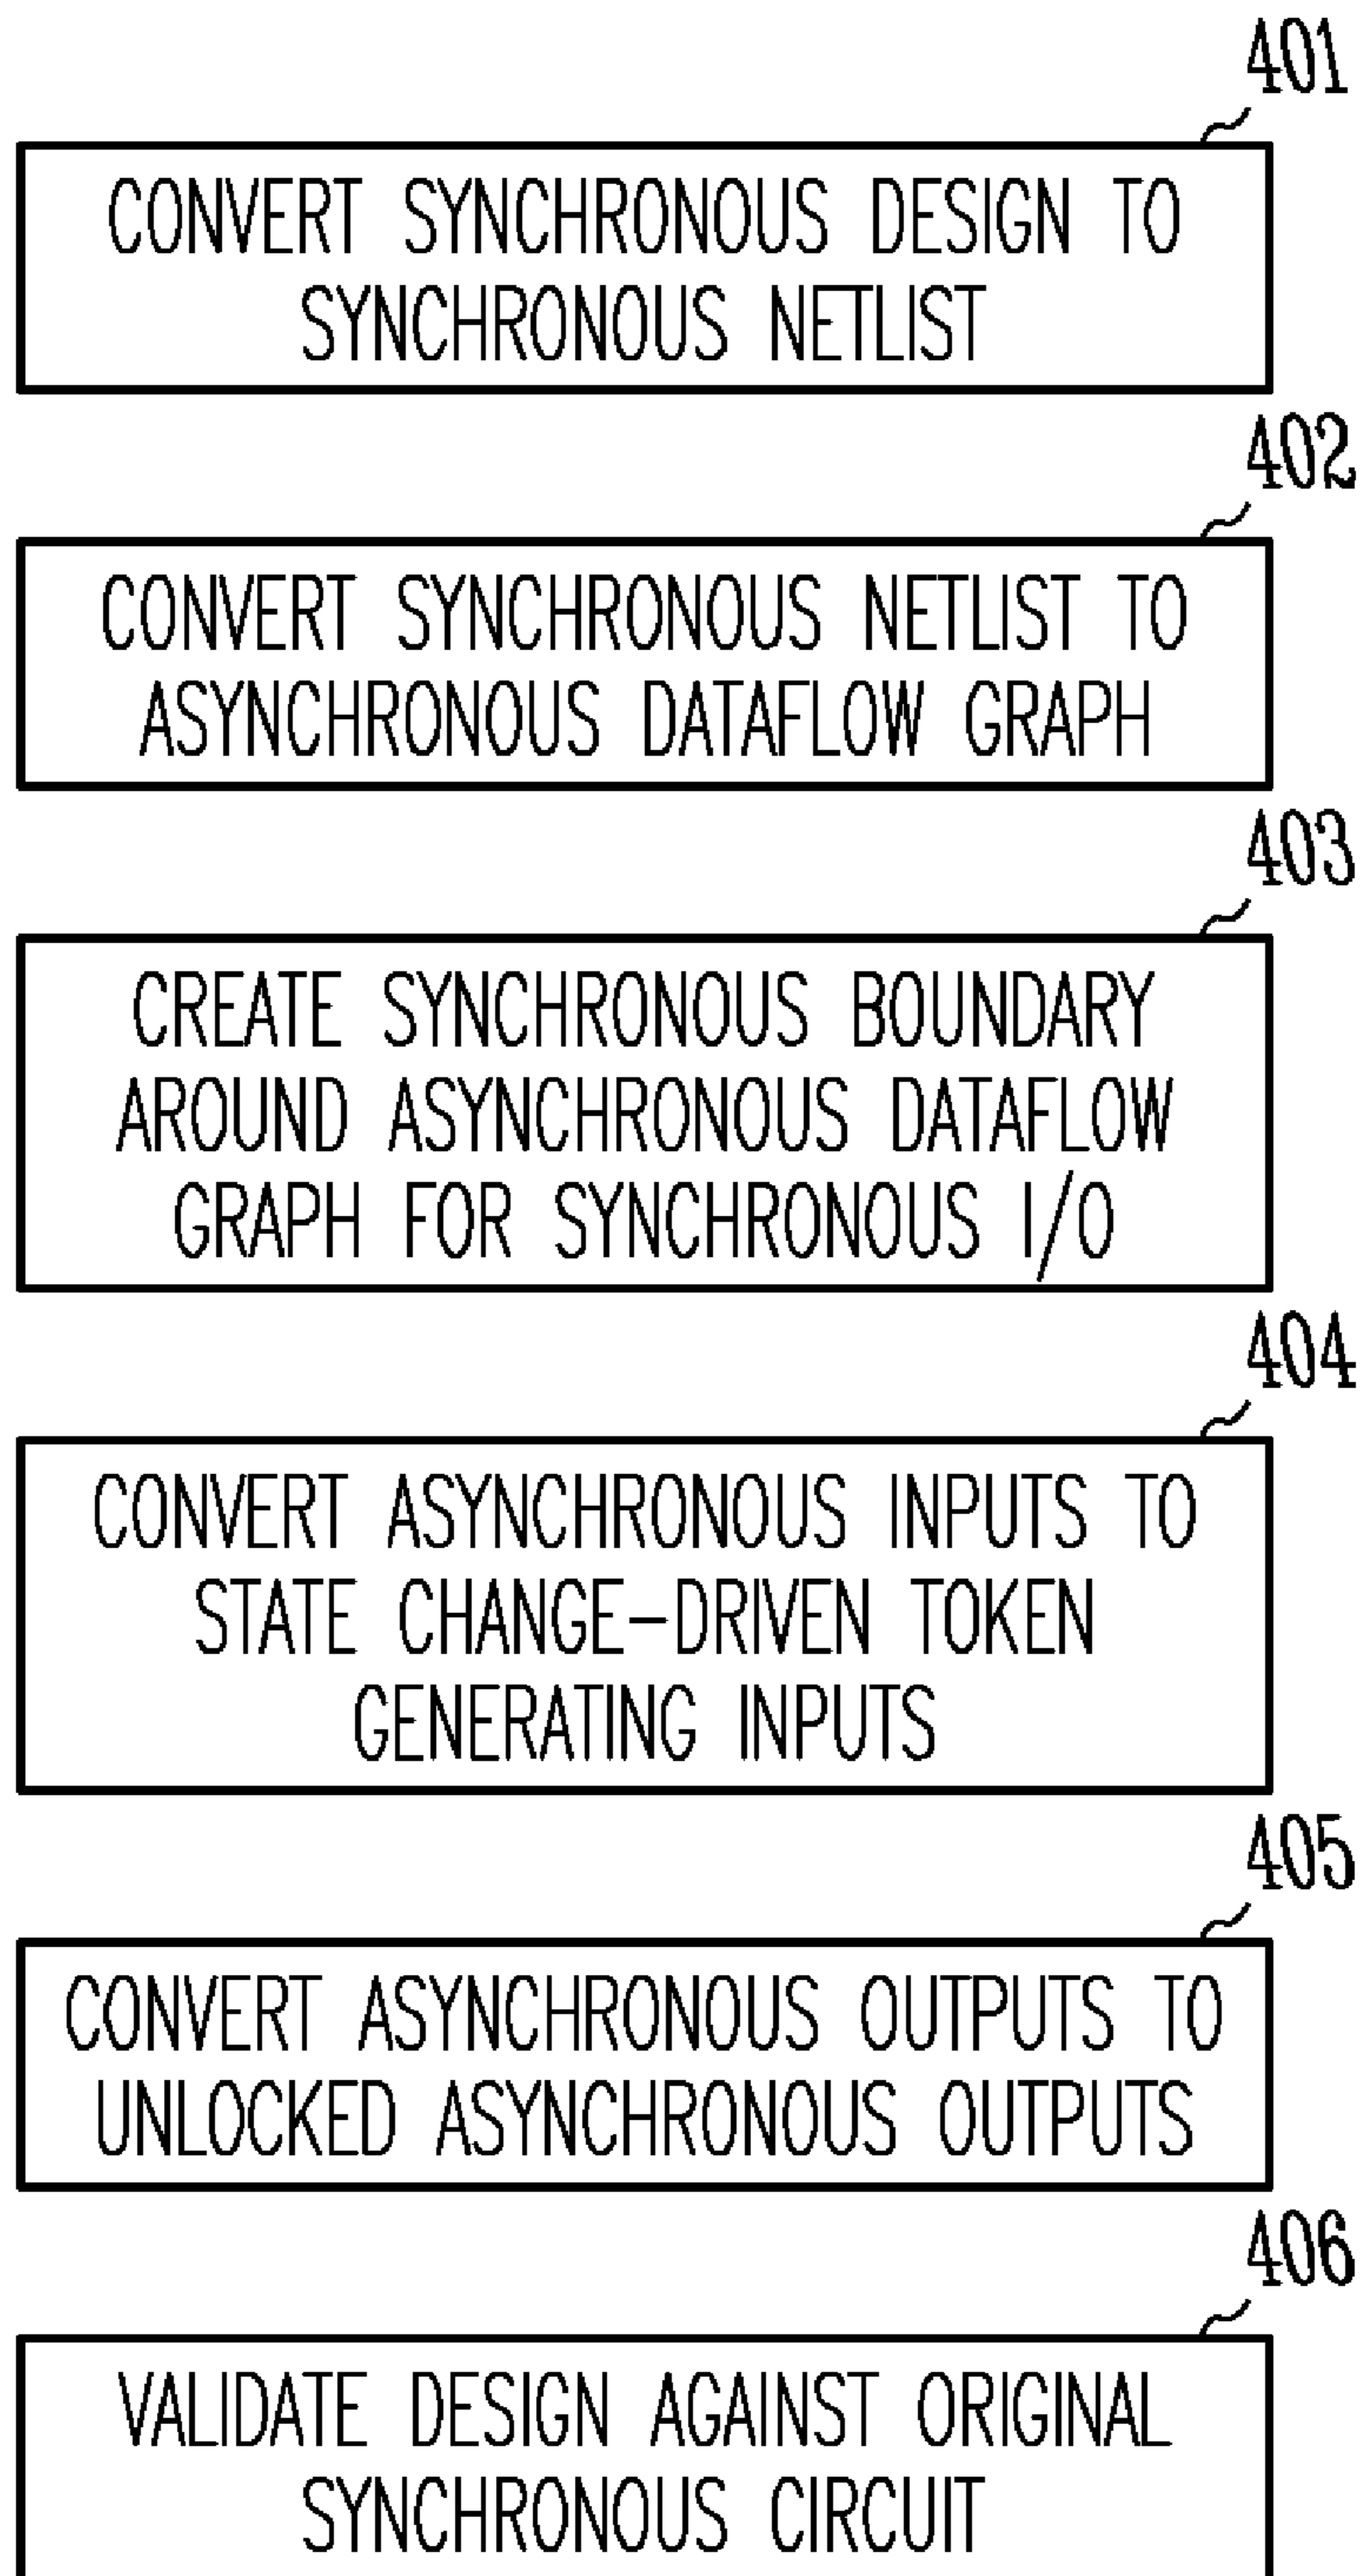 401
CONVERT SYNCHRONOUS DESIGN TO
SYNCHRONOUS NETLIST
402
CONVERT SYNCHRONOUS NETLIST TO
ASYNCHRONOUS DATAFLOW GRAPH
403
CREATE SYNCHRONOUS BOUNDARY
AROUND ASYNCHRONOUS DATAFLOW
GRAPH FOR SYNCHRONOUS I/O
404
CONVERT ASYNCHRONOUS INPUTS TO
STATE CHANGE-DRIVEN TOKEN
GENERATING INPUTS
405
CONVERT ASYNCHRONOUS OUTPUTS TO
UNLOCKED ASYNCHRONOUS OUTPUTS
406
VALIDATE DESIGN AGAINST ORIGINAL
SYNCHRONOUS CIRCUIT